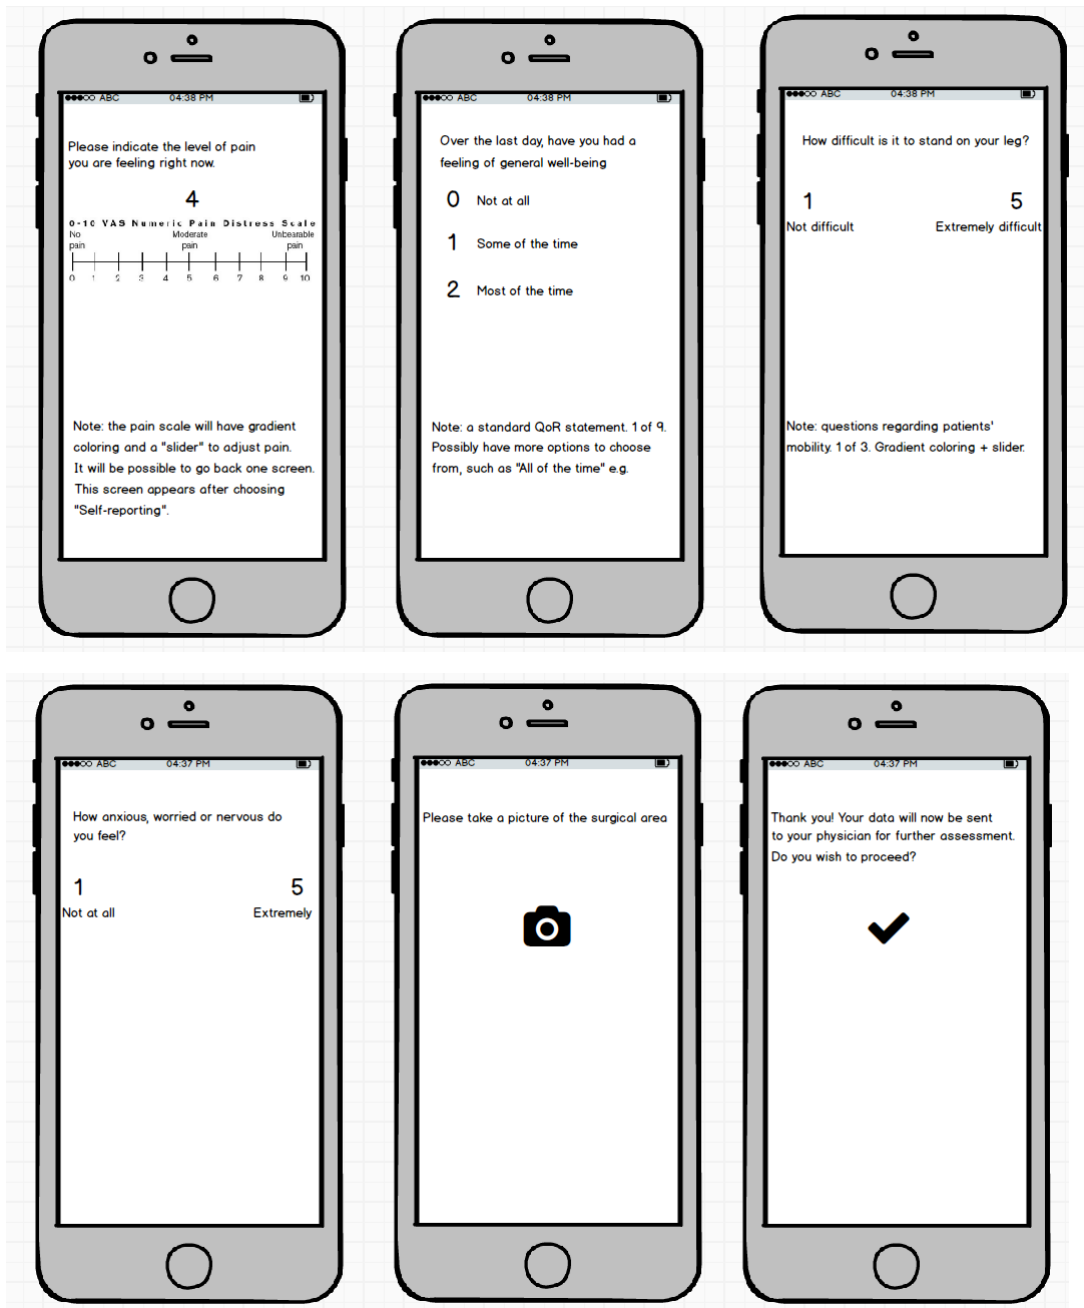 ●●●○○ ABC 04:38 PM
Please indicate the level of pain
you are feeling right now.
4
0-10 VAS Numeric Pain Distress Scale
No pain Moderate pain Unbearable pain
0 1 2 3 4 5 6 7 8 9 10
Note: the pain scale will have gradient
coloring and a "slider" to adjust pain.
It will be possible to go back one screen.
This screen appears after choosing
"Self-reporting".
●●●○○ ABC 04:38 PM
Over the last day, have you had a
feeling of general well-being
0 Not at all
1 Some of the time
2 Most of the time
Note: a standard QoR statement. 1 of 9.
Possibly have more options to choose
from, such as "All of the time" e.g.
●●●○○ ABC 04:38 PM
How difficult is it to stand on your leg?
1 5
Not difficult Extremely difficult
Note: questions regarding patients'
mobility. 1 of 3. Gradient coloring + slider.
●●●○○ ABC 04:37 PM
How anxious, worried or nervous do
you feel?
1 5
Not at all Extremely
●●●○○ ABC 04:37 PM
Please take a picture of the surgical area
●●●○○ ABC 04:37 PM
Thank you! Your data will now be sent
to your physician for further assessment.
Do you wish to proceed?